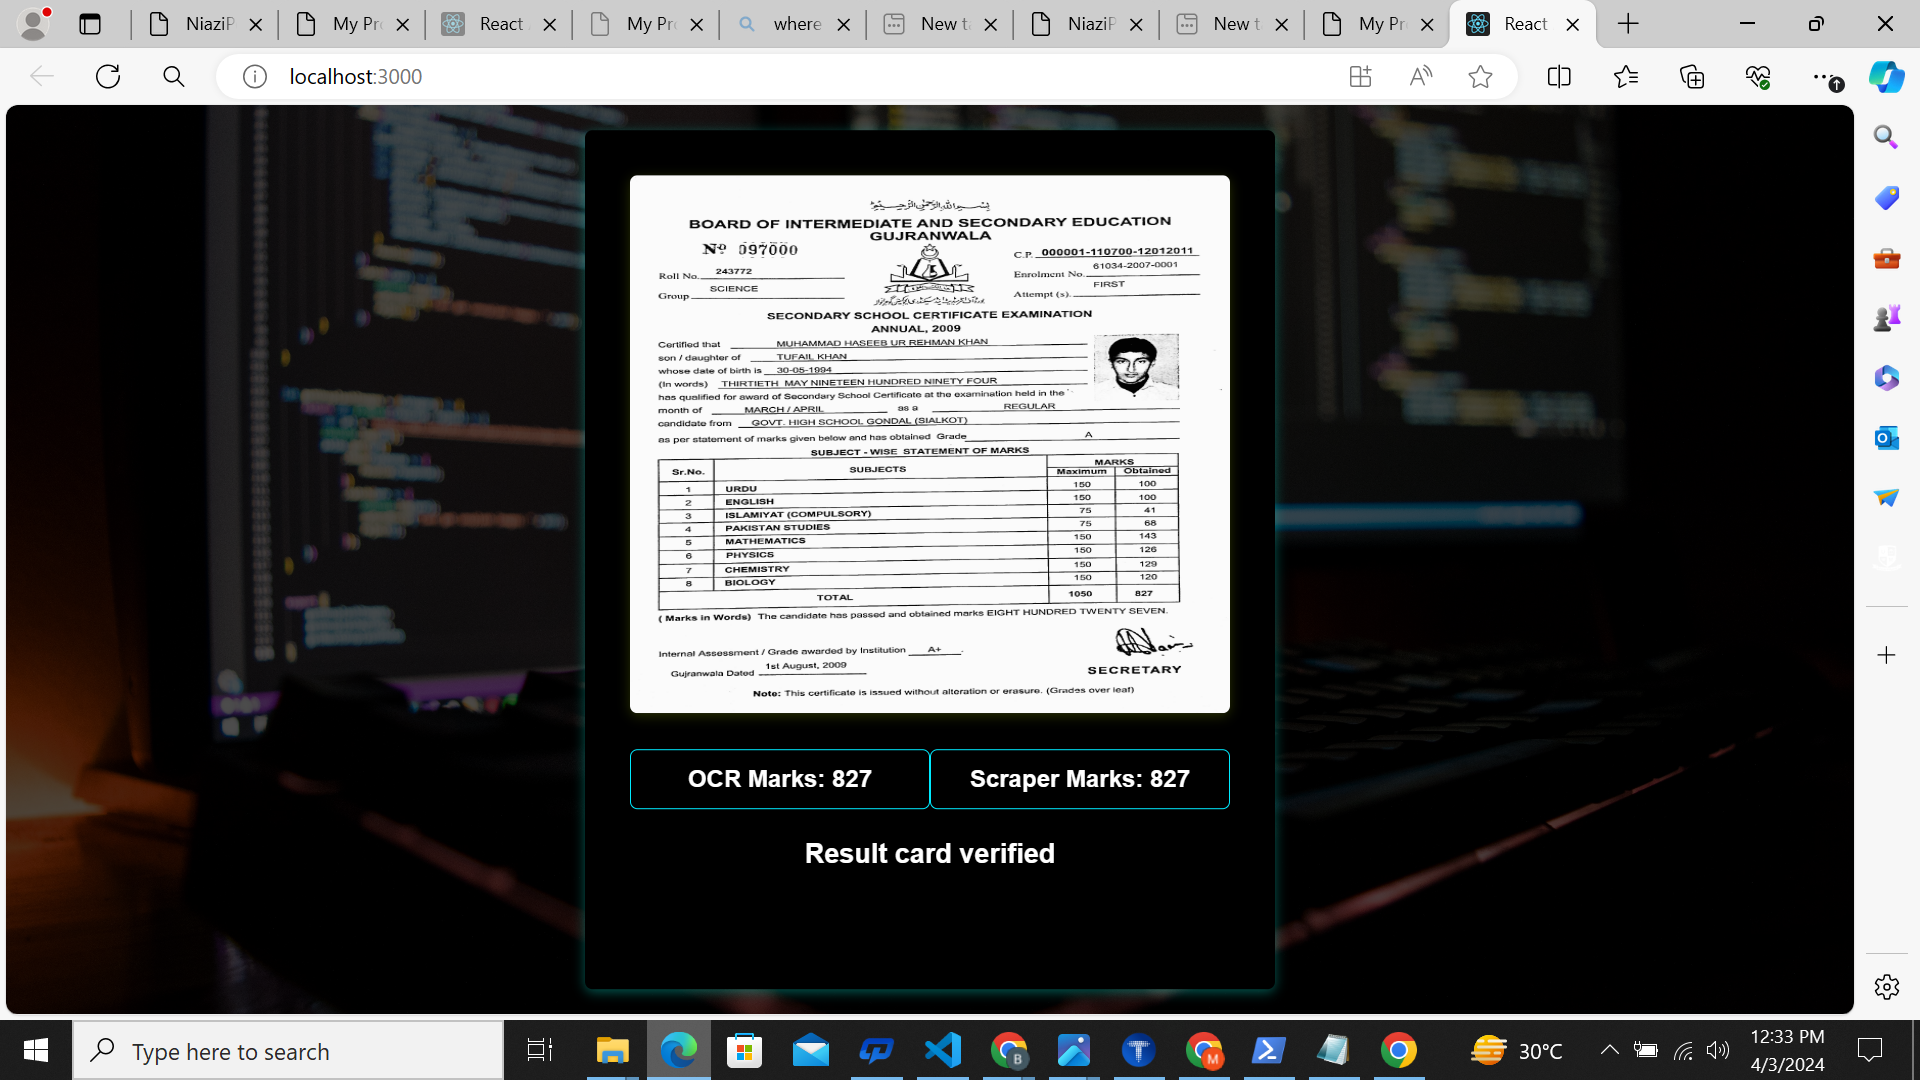 NiaziP
My Pro
React
My Pro
where
New ta
NiaziP
New ta
My Pro
React
localhost:3000
BOARD OF INTERMEDIATE AND SECONDARY EDUCATION
GUJRANWALA
Nº 097000
C.P. 000001-110700-12012011
Roll No. 243772
Enrolment No. 61034-2007-0001
Group SCIENCE
Attempt (s). FIRST
SECONDARY SCHOOL CERTIFICATE EXAMINATION
ANNUAL, 2009
Certified that MUHAMMAD HASEEB UR REHMAN KHAN
son / daughter of TUFAIL KHAN
whose date of birth is 30-05-1994
(In words) THIRTIETH MAY NINETEEN HUNDRED NINETY FOUR
has qualified for award of Secondary School Certificate at the examination held in the
month of MARCH / APRIL as a REGULAR
candidate from GOVT. HIGH SCHOOL GONDAL (SIALKOT)
as per statement of marks given below and has obtained Grade A
SUBJECT - WISE STATEMENT OF MARKS
Sr.No. SUBJECTS MARKS
Maximum Obtained
1 URDU 150 100
2 ENGLISH 150 100
3 ISLAMIYAT (COMPULSORY) 75 41
4 PAKISTAN STUDIES 75 68
5 MATHEMATICS 150 143
6 PHYSICS 150 126
7 CHEMISTRY 150 129
8 BIOLOGY 150 120
TOTAL 1050 827
( Marks in Words) The candidate has passed and obtained marks EIGHT HUNDRED TWENTY SEVEN.
Internal Assessment / Grade awarded by Institution A+
Gujranwala Dated 1st August, 2009
SECRETARY
Note: This certificate is issued without alteration or erasure. (Grades over leaf)
OCR Marks: 827
Scraper Marks: 827
Result card verified
Type here to search
30°C
12:33 PM
4/3/2024